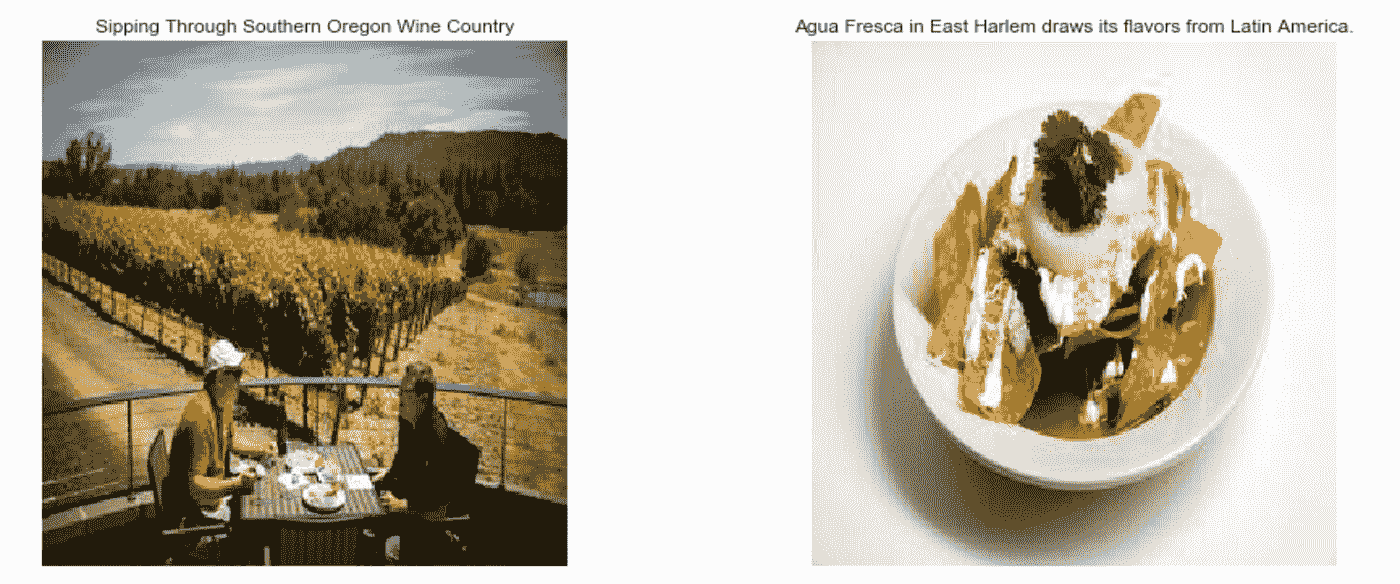 Sipping Through Southern Oregon Wine Country
Agua Fresca in East Harlem draws its flavors from Latin America.